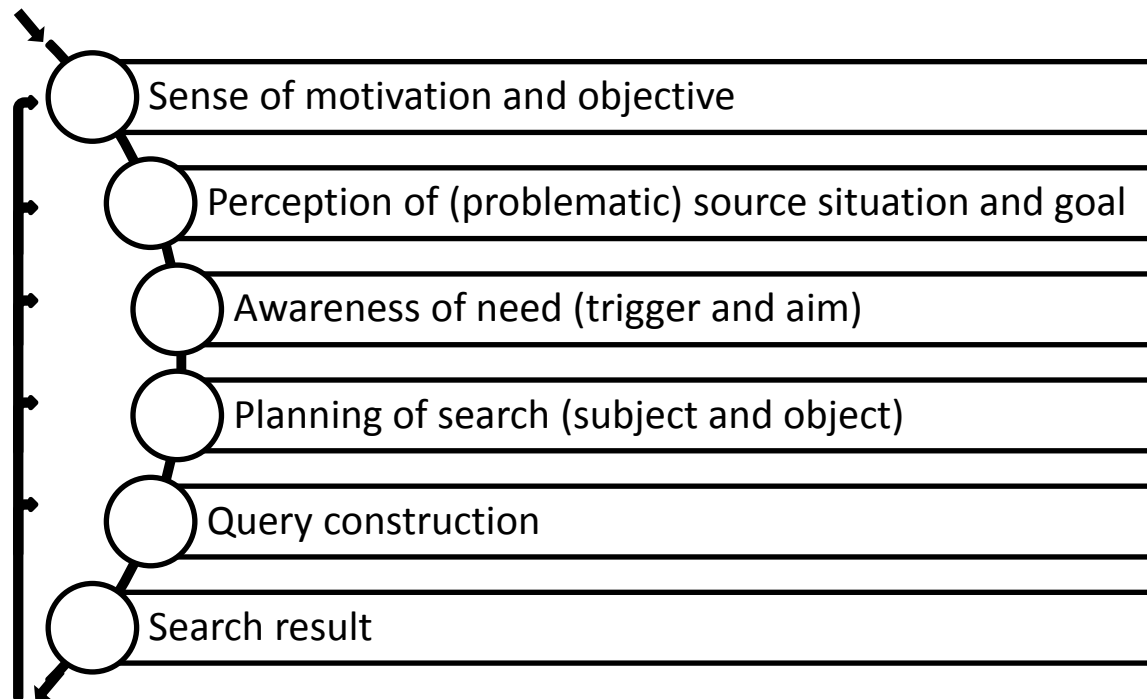 Sense of motivation and objective
Perception of (problematic) source situation and goal
Awareness of need (trigger and aim)
Planning of search (subject and object)
Query construction
Search result